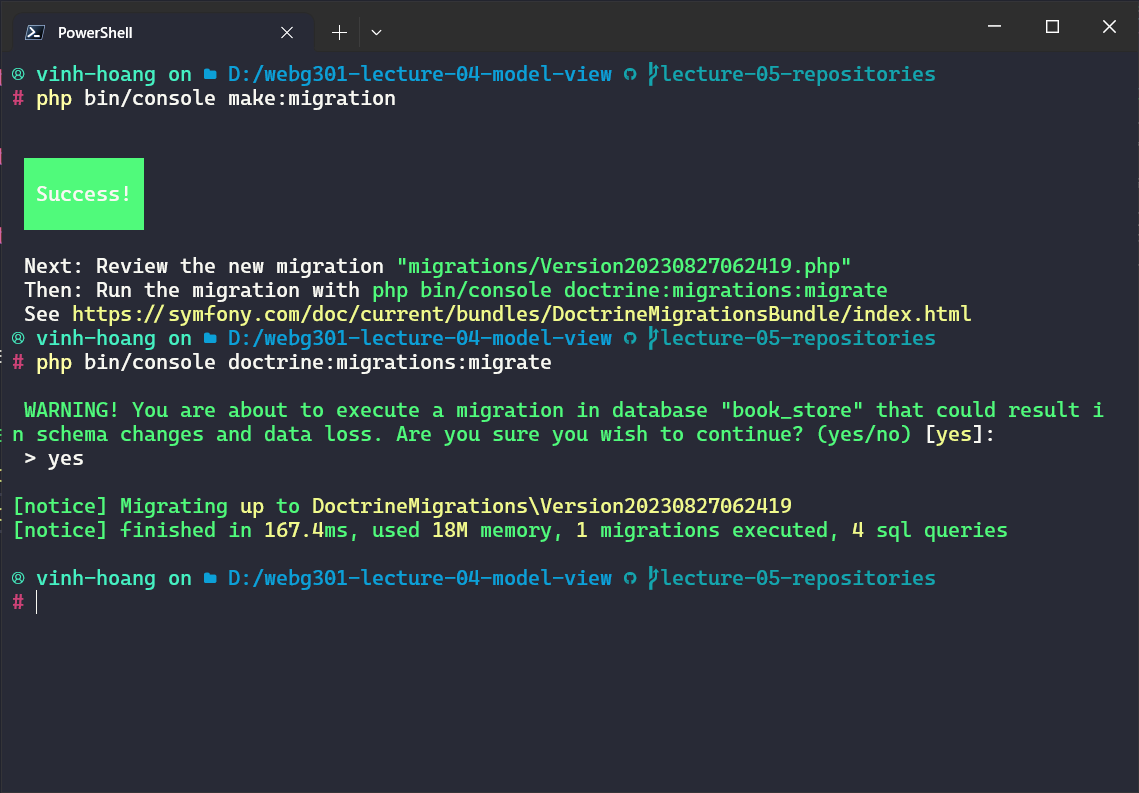 PowerShell
® vinh-hoang on D:/webg301-lecture-04-model-view lecture-05-repositories
# php bin/console make:migration
Success!
Next: Review the new migration "migrations/Version20230827062419.php"
Then: Run the migration with php bin/console doctrine:migrations:migrate
See https://symfony.com/doc/current/bundles/DoctrineMigrationsBundle/index.html
® vinh-hoang on D:/webg301-lecture-04-model-view lecture-05-repositories
# php bin/console doctrine:migrations:migrate
WARNING! You are about to execute a migration in database "book_store" that could result i
n schema changes and data loss. Are you sure you wish to continue? (yes/no) [yes]:
> yes
[notice] Migrating up to DoctrineMigrations\Version20230827062419
[notice] finished in 167.4ms, used 18M memory, 1 migrations executed, 4 sql queries
® vinh-hoang on D:/webg301-lecture-04-model-view lecture-05-repositories
#